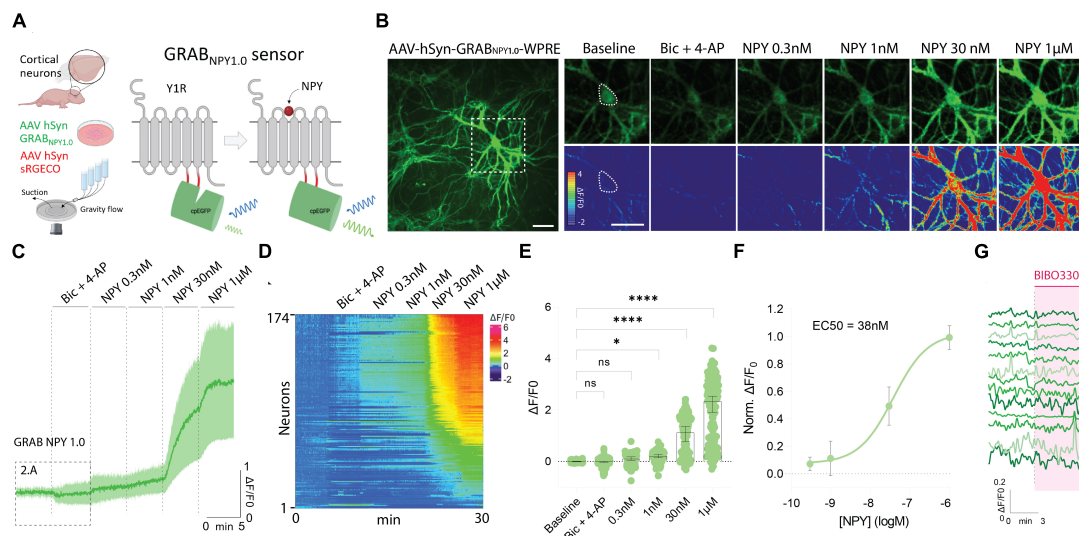 A
Cortical
neurons
AAV hSyn
GRABNPY1.0
AAV hSyn
sRGECO
Suction
Gravity flow
GRABNPY1.0 sensor
Y1R
NPY
cpEGFP
cpEGFP
B
AAV-hSyn-GRABNPY1.0-WPRE
Baseline
Bic + 4-AP
NPY 0.3nM
NPY 1nM
NPY 30 nM
NPY 1µM
4
0
-2
ΔF/F0
C
Bic + 4-AP
NPY 0.3nM
NPY 1nM
NPY 30nM
NPY 1µM
GRAB NPY 1.0
2.A
1
0
ΔF/F0
0 min 5
D
Bic + 4-AP
NPY 0.3nM
NPY 1nM
NPY 30nM
NPY 1µM
174
Neurons
1
0
min
30
ΔF/F0
6
4
2
0
-2
E
ΔF/F0
6
4
2
0
ns
ns
*
****
****
Baseline
Bic + 4-AP
0.3nM
1nM
30nM
1µM
F
EC50 = 38nM
Norm. ΔF/F0
1.2
1.0
0.8
0.6
0.4
0.2
0.0
-10
-9
-8
-7
-6
[NPY] (logM)
G
BIBO330
0.2
0
ΔF/F0
0 min 3